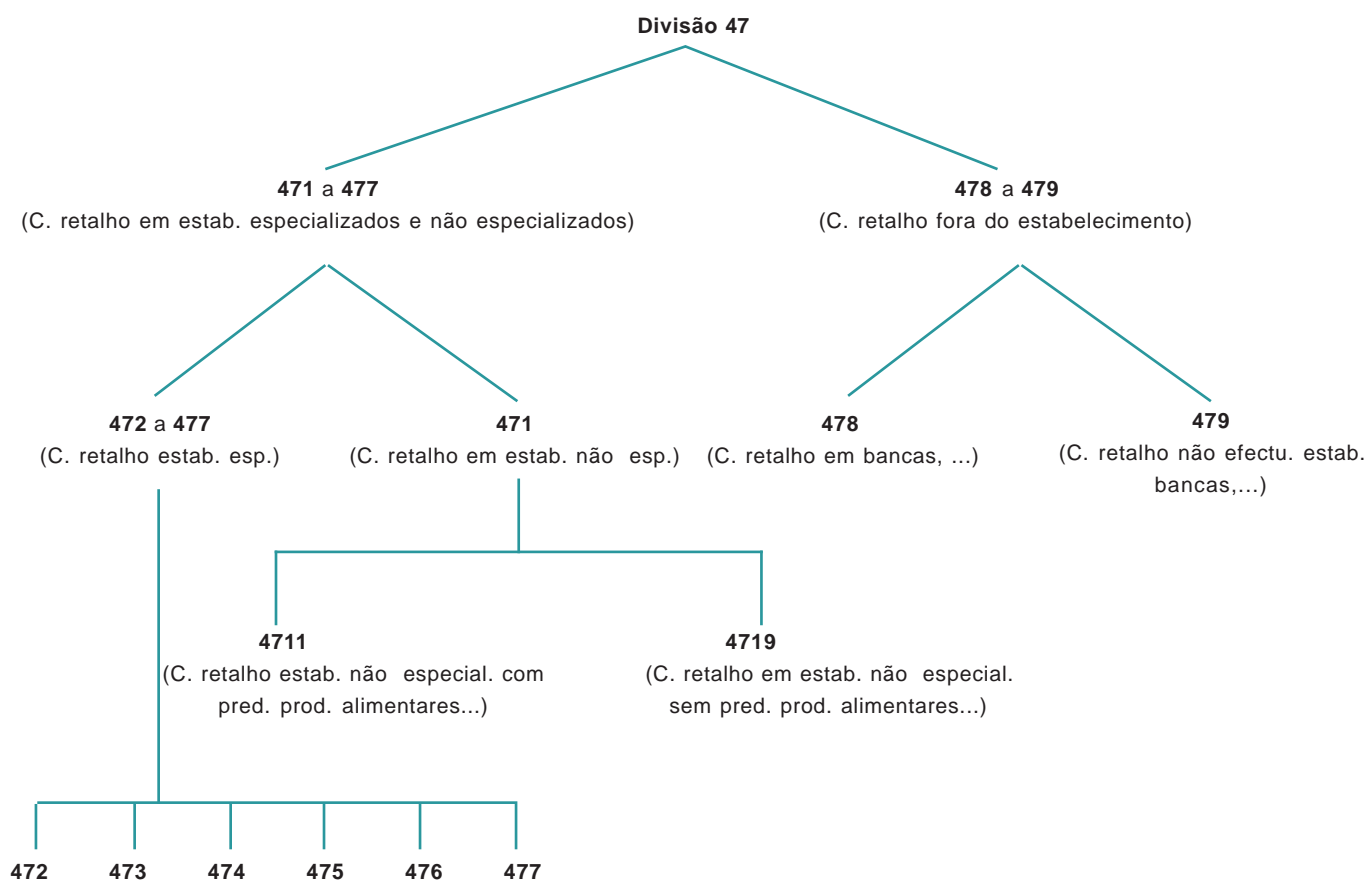 Divisão 47
471 a 477
(C. retalho em estab. especializados e não especializados)
478 a 479
(C. retalho fora do estabelecimento)
472 a 477
(C. retalho estab. esp.)
471
(C. retalho em estab. não esp.)
478
(C. retalho em bancas, ...)
479
(C. retalho não efectu. estab.
bancas,...)
4711
(C. retalho estab. não especial. com
pred. prod. alimentares...)
4719
(C. retalho em estab. não especial.
sem pred. prod. alimentares...)
472 473 474 475 476 477